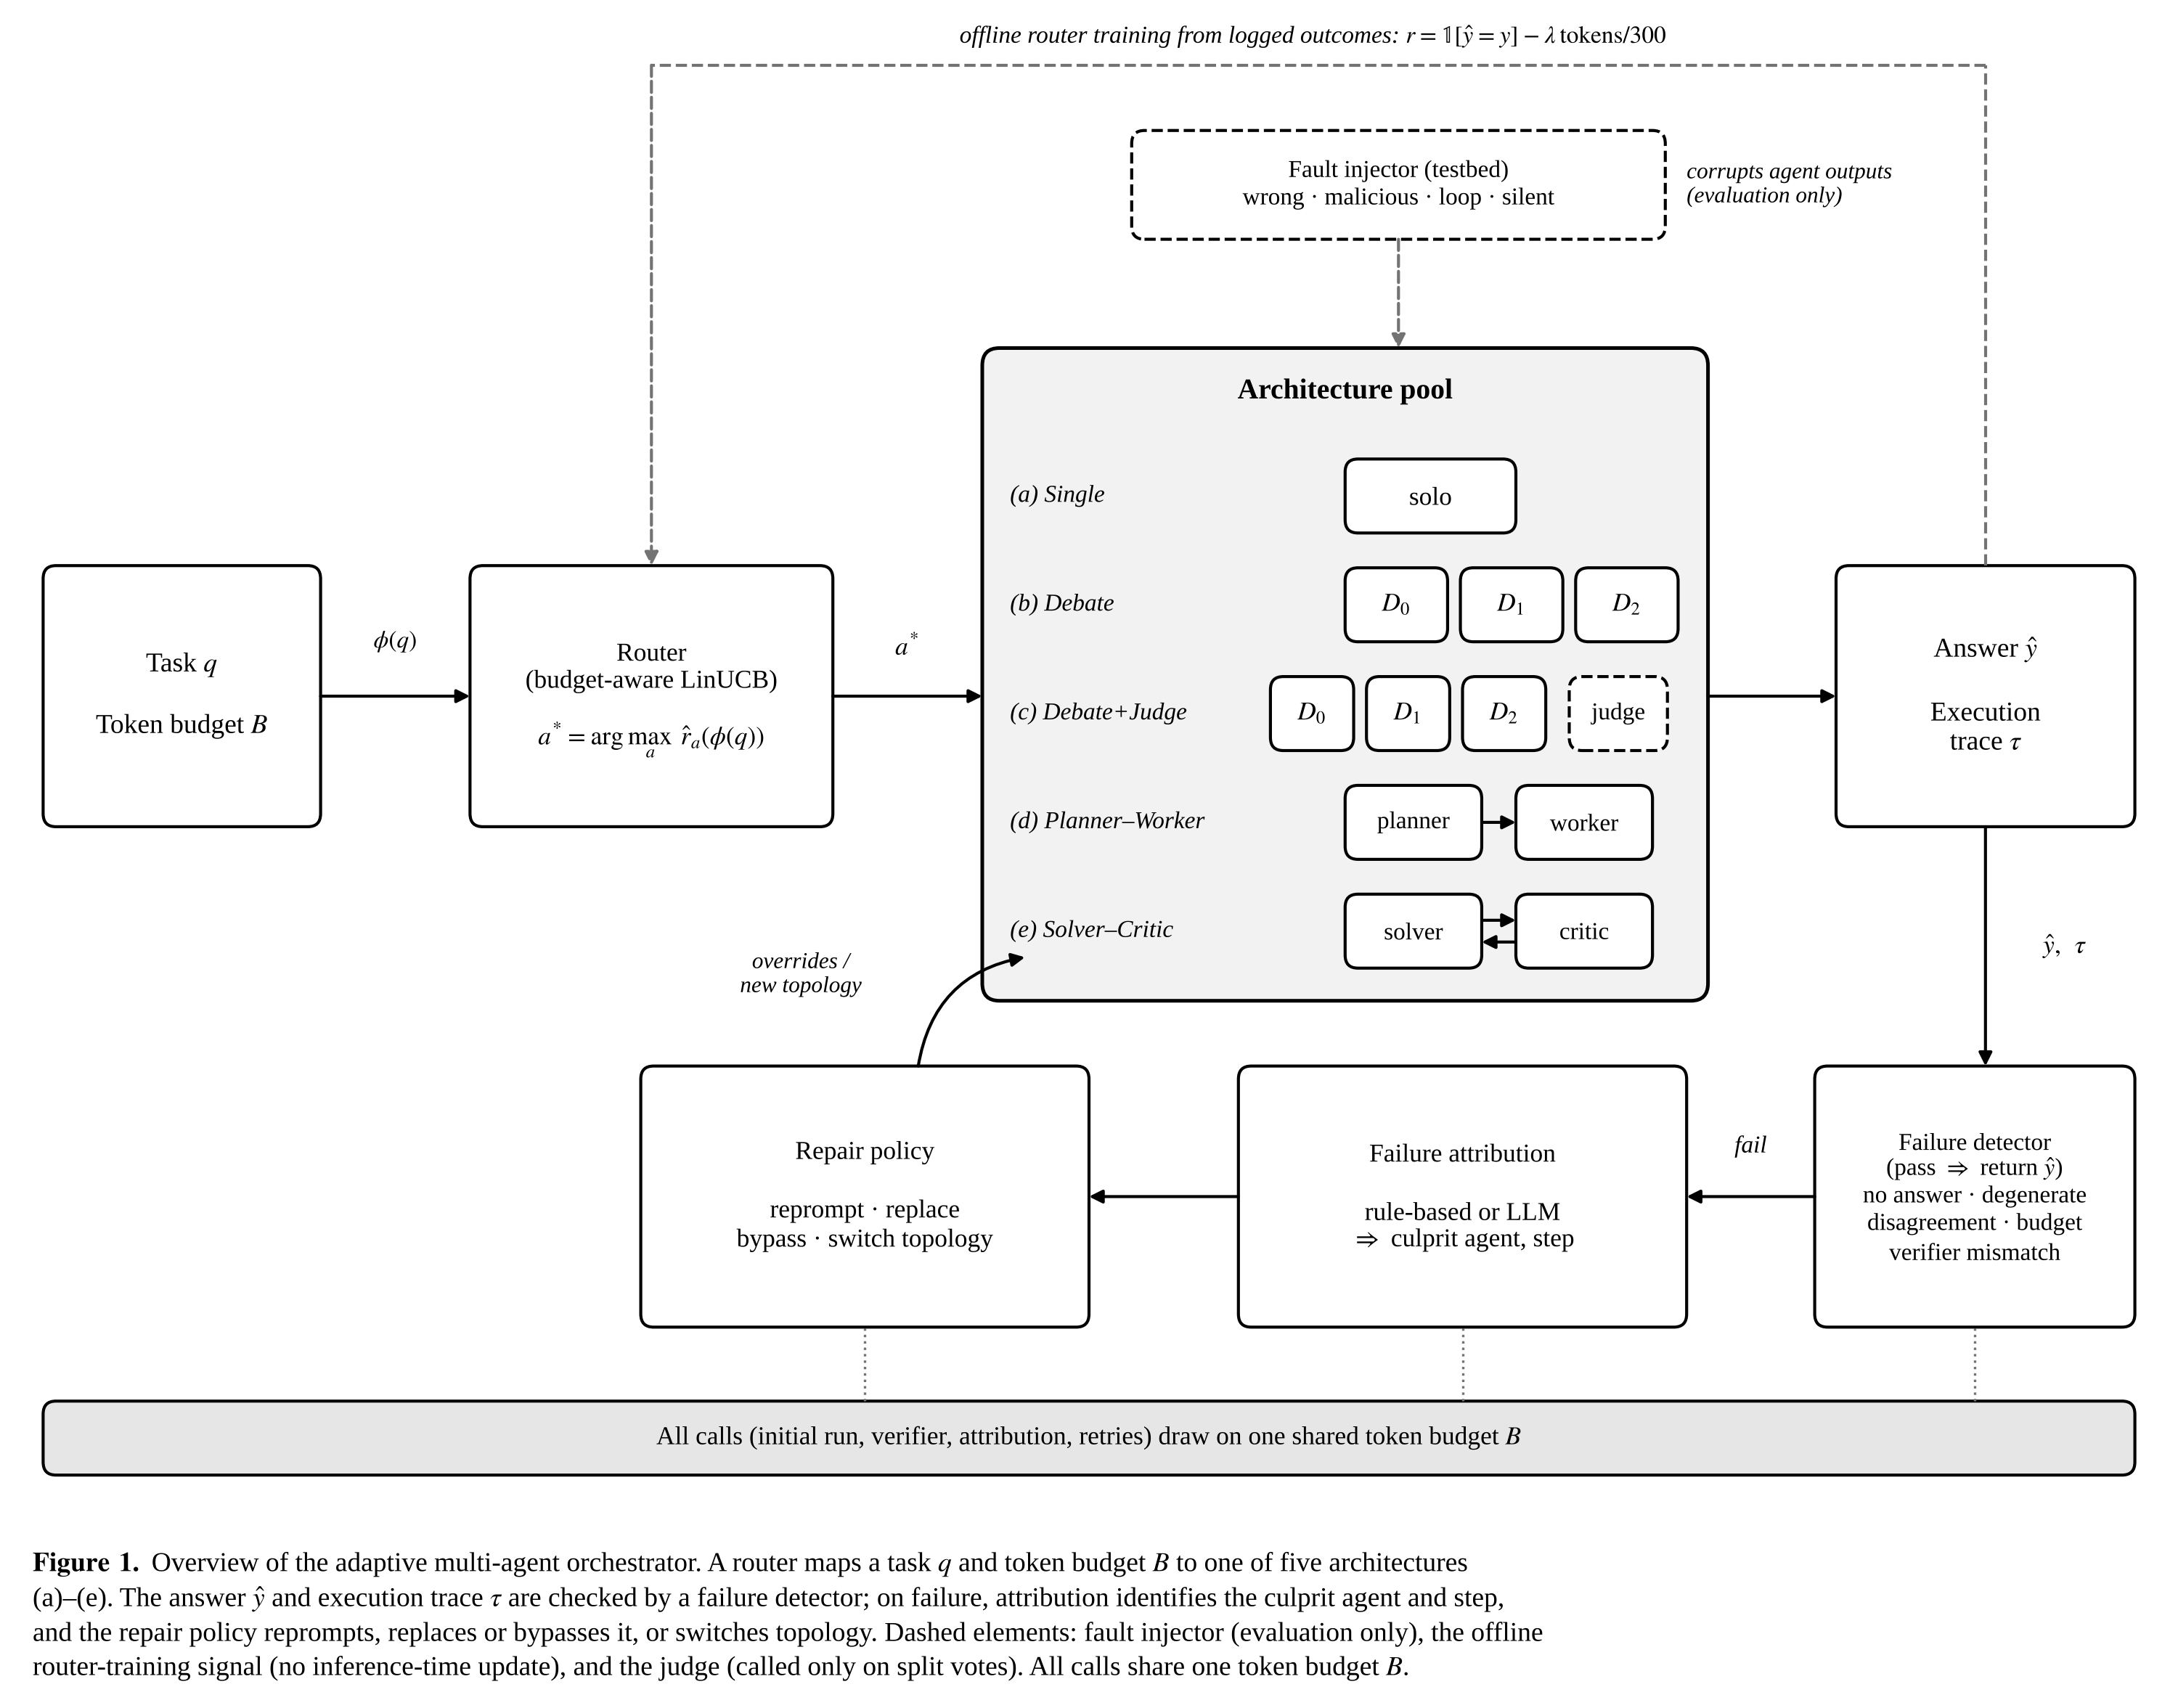 offline router training from logged outcomes: r = 𝟙[ŷ = y] − λ tokens/300
Fault injector (testbed)
wrong · malicious · loop · silent
corrupts agent outputs
(evaluation only)
Task q
Token budget B
ϕ(q)
Router
(budget-aware LinUCB)
a* = arg max r̂ₐ(ϕ(q))
a
a*
Architecture pool
(a) Single
solo
(b) Debate
D₀
D₁
D₂
(c) Debate+Judge
D₀
D₁
D₂
judge
(d) Planner–Worker
planner
worker
(e) Solver–Critic
solver
critic
Answer ŷ
Execution
trace τ
ŷ, τ
overrides /
new topology
Repair policy
reprompt · replace
bypass · switch topology
Failure attribution
rule-based or LLM
⇒ culprit agent, step
fail
Failure detector
(pass ⇒ return ŷ)
no answer · degenerate
disagreement · budget
verifier mismatch
All calls (initial run, verifier, attribution, retries) draw on one shared token budget B
Figure 1. Overview of the adaptive multi-agent orchestrator. A router maps a task q and token budget B to one of five architectures
(a)–(e). The answer ŷ and execution trace τ are checked by a failure detector; on failure, attribution identifies the culprit agent and step,
and the repair policy reprompts, replaces or bypasses it, or switches topology. Dashed elements: fault injector (evaluation only), the offline
router-training signal (no inference-time update), and the judge (called only on split votes). All calls share one token budget B.